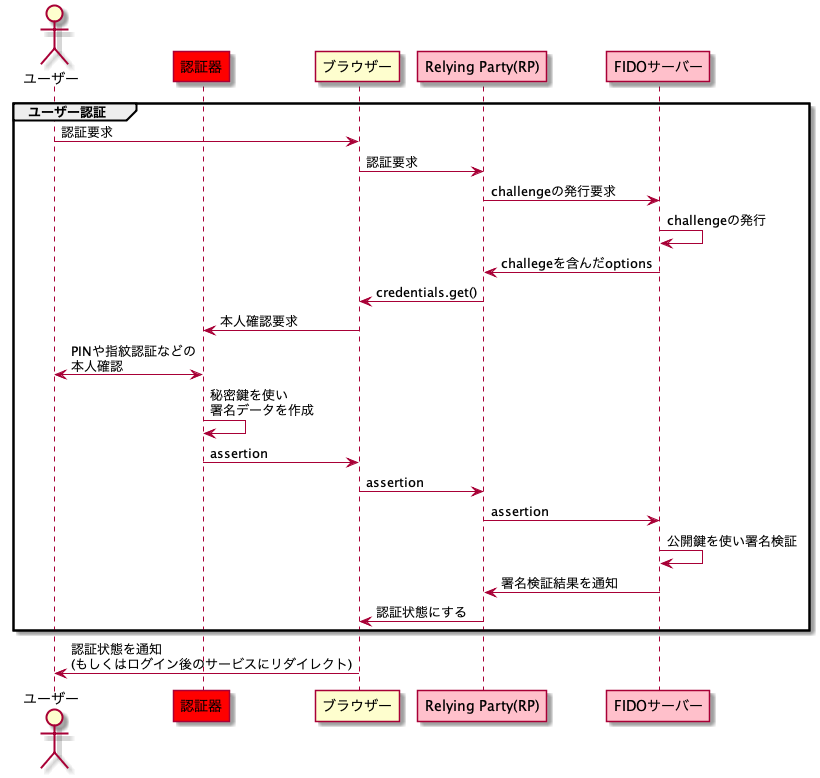 ユーザー
認証器
ブラウザー
Relying Party(RP)
FIDOサーバー
ユーザー認証
認証要求
認証要求
challengeの発行要求
challengeの発行
challegeを含んだoptions
credentials.get()
本人確認要求
PINや指紋認証などの
本人確認
秘密鍵を使い
署名データを作成
assertion
assertion
assertion
公開鍵を使い署名検証
署名検証結果を通知
認証状態にする
認証状態を通知
(もしくはログイン後のサービスにリダイレクト)
ユーザー
認証器
ブラウザー
Relying Party(RP)
FIDOサーバー